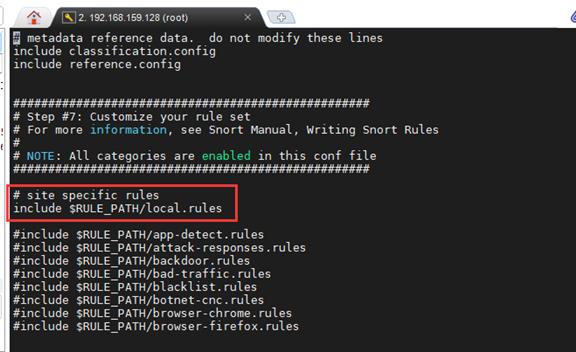 2. 192.168.159.128 (root)
# metadata reference data.  do not modify these lines
include classification.config
include reference.config
###################################################
# Step #7: Customize your rule set
# For more information, see Snort Manual, Writing Snort Rules
#
# NOTE: All categories are enabled in this conf file
###################################################
# site specific rules
include $RULE_PATH/local.rules
#include $RULE_PATH/app-detect.rules
#include $RULE_PATH/attack-responses.rules
#include $RULE_PATH/backdoor.rules
#include $RULE_PATH/bad-traffic.rules
#include $RULE_PATH/blacklist.rules
#include $RULE_PATH/botnet-cnc.rules
#include $RULE_PATH/browser-chrome.rules
#include $RULE_PATH/browser-firefox.rules